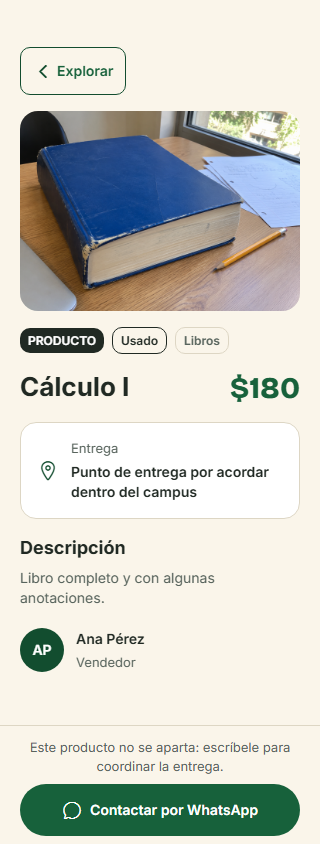 Explorar
PRODUCTO Usado Libros
Cálculo I $180
Entrega
Punto de entrega por acordar
dentro del campus
Descripción
Libro completo y con algunas
anotaciones.
AP Ana Pérez
Vendedor
Este producto no se aparta: escríbele para
coordinar la entrega.
Contactar por WhatsApp